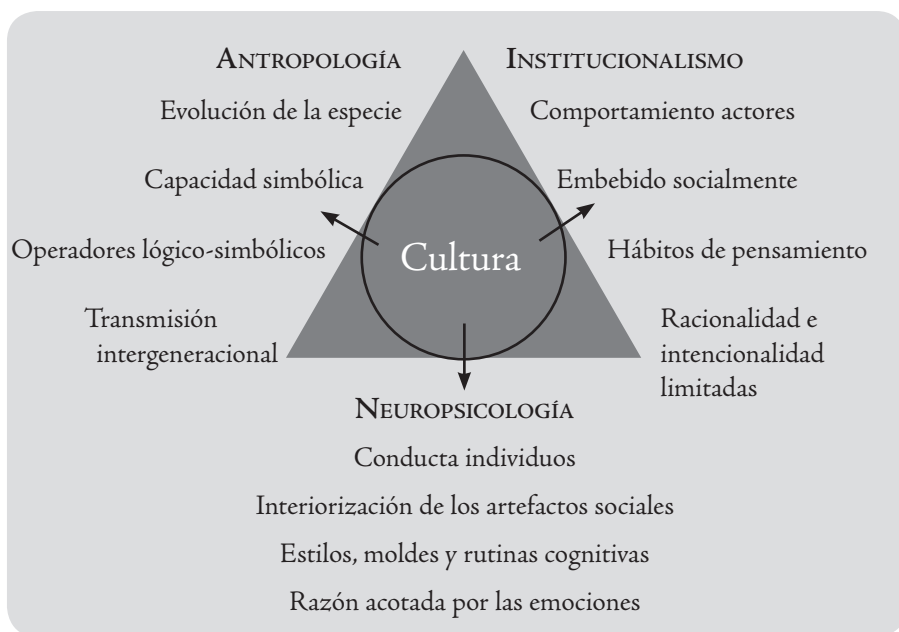 ANTROPOLOGÍA
Evolución de la especie
Capacidad simbólica
Operadores lógico-simbólicos
Transmisión
intergeneracional
INSTITUCIONALISMO
Comportamiento actores
Embebido socialmente
Hábitos de pensamiento
Racionalidad e
intencionalidad
limitadas
Cultura
NEUROPSICOLOGÍA
Conducta individuos
Interiorización de los artefactos sociales
Estilos, moldes y rutinas cognitivas
Razón acotada por las emociones